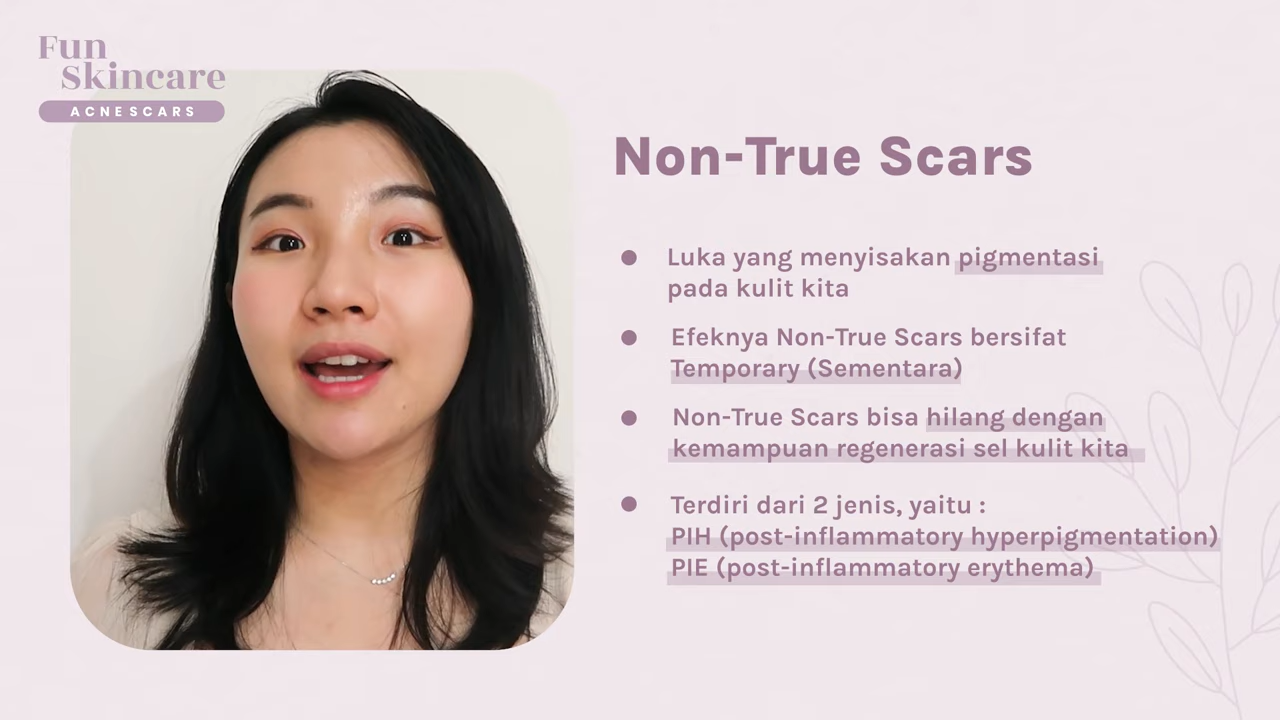 Fun
Skincare
ACNE SCARS
Non-True Scars
Luka yang menyisakan pigmentasi
pada kulit kita
Efeknya Non-True Scars bersifat
Temporary (Sementara)
Non-True Scars bisa hilang dengan
kemampuan regenerasi sel kulit kita
Terdiri dari 2 jenis, yaitu :
PIH (post-inflammatory hyperpigmentation)
PIE (post-inflammatory erythema)